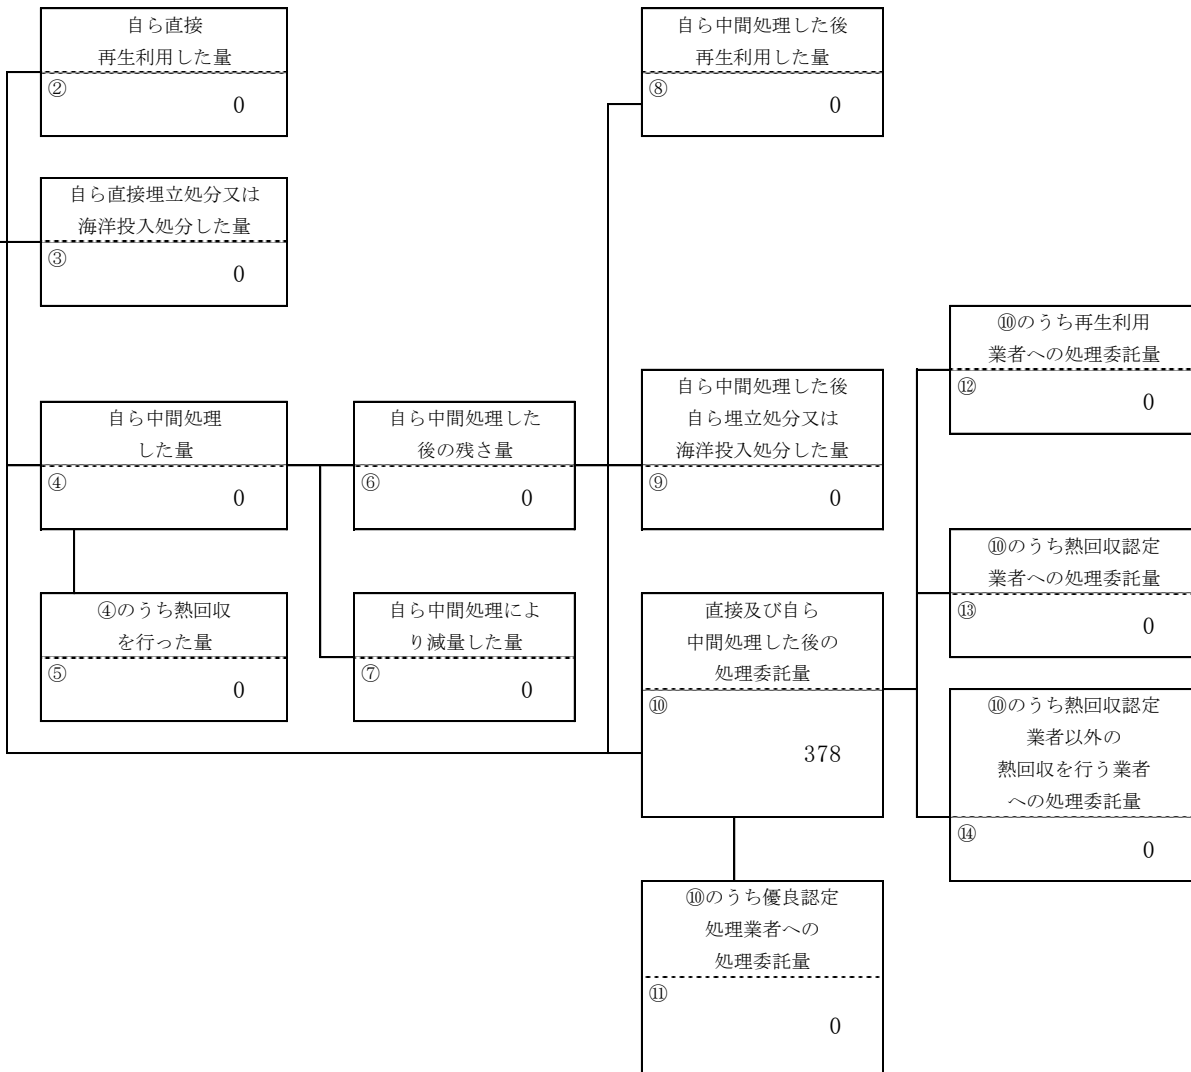 自ら直接
再生利用した量
②
0
自ら中間処理した後
再生利用した量
⑧
0
自ら直接埋立処分又は
海洋投入処分した量
③
0
⑩のうち再生利用
業者への処理委託量
⑫
0
自ら中間処理
した量
④
0
自ら中間処理した
後の残さ量
⑥
0
自ら中間処理した後
自ら埋立処分又は
海洋投入処分した量
⑨
0
⑩のうち熱回収認定
業者への処理委託量
⑬
0
④のうち熱回収
を行った量
⑤
0
自ら中間処理によ
り減量した量
⑦
0
直接及び自ら
中間処理した後の
処理委託量
⑩
378
⑩のうち熱回収認定
業者以外の
熱回収を行う業者
への処理委託量
⑭
0
⑩のうち優良認定
処理業者への
処理委託量
⑪
0